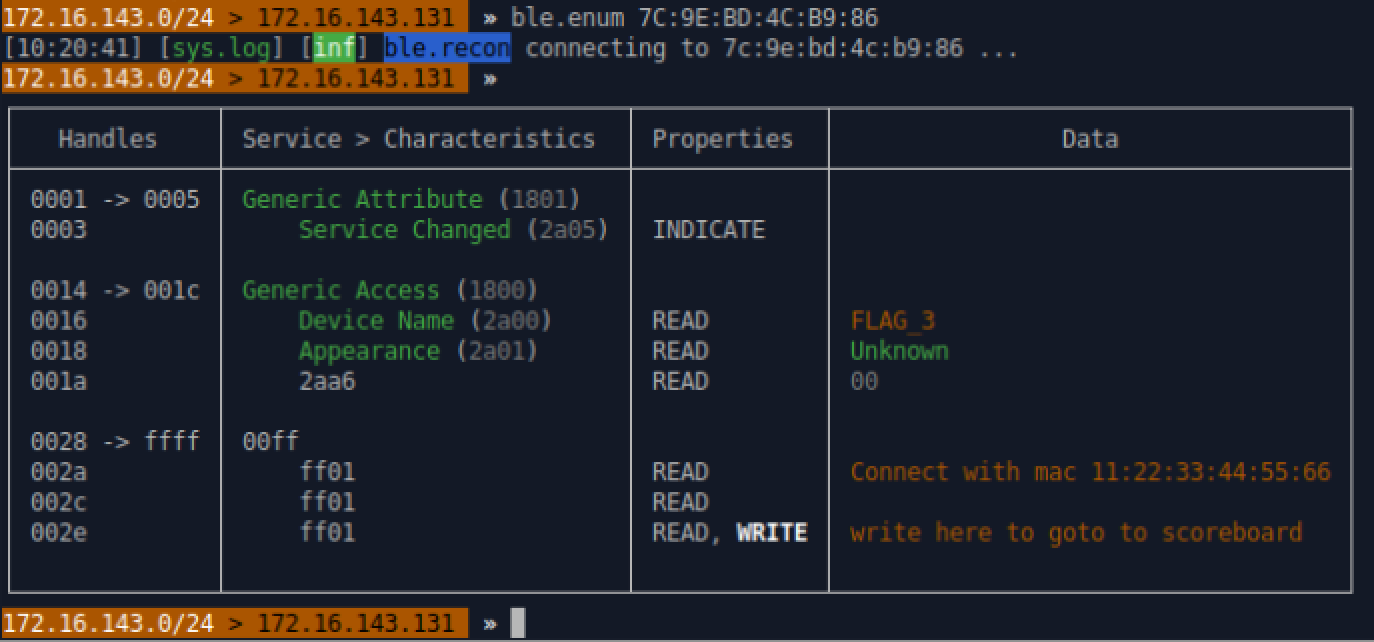 172.16.143.0/24 > 172.16.143.131 » ble.enum 7C:9E:BD:4C:B9:86
[10:20:41] [sys.log] [inf] ble.recon connecting to 7c:9e:bd:4c:b9:86 ...
172.16.143.0/24 > 172.16.143.131 »
Handles Service > Characteristics Properties Data
0001 -> 0005 Generic Attribute (1801)
0003 Service Changed (2a05) INDICATE
0014 -> 001c Generic Access (1800)
0016 Device Name (2a00) READ FLAG_3
0018 Appearance (2a01) READ Unknown
001a 2aa6 READ 00
0028 -> ffff 00ff
002a ff01 READ Connect with mac 11:22:33:44:55:66
002c ff01 READ
002e ff01 READ, WRITE write here to goto to scoreboard
172.16.143.0/24 > 172.16.143.131 »